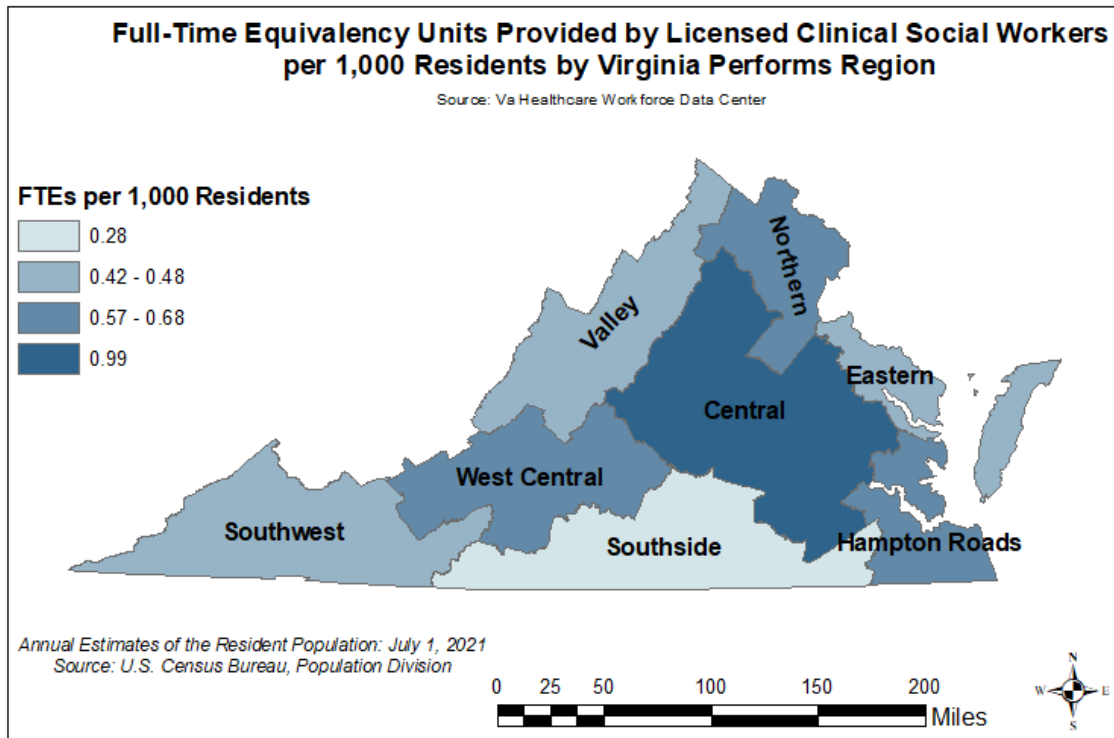 Full-Time Equivalency Units Provided by Licensed Clinical Social Workers
per 1,000 Residents by Virginia Performs Region
Source: Va Healthcare Workforce Data Center
FTEs per 1,000 Residents
0.28
0.42 - 0.48
0.57 - 0.68
0.99
Northern
Valley
Eastern
Central
West Central
Southwest
Southside
Hampton Roads
Annual Estimates of the Resident Population: July 1, 2021
Source: U.S. Census Bureau, Population Division
0 25 50 100 150 200
Miles
N
W E
S